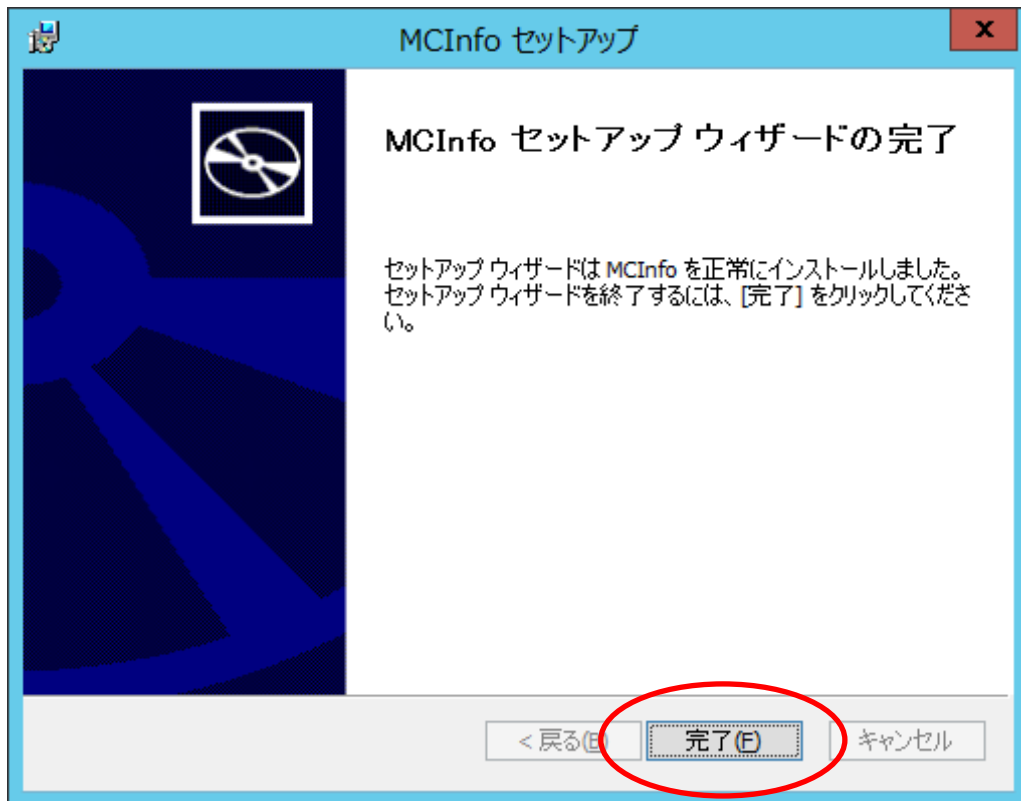 MCInfo セットアップ
x
MCInfo セットアップ ウィザードの完了
セットアップ ウィザードは MCInfo を正常にインストールしました。
セットアップ ウィザードを終了するには、[完了] をクリックしてくださ
い。
< 戻る(B) 完了(F) キャンセル